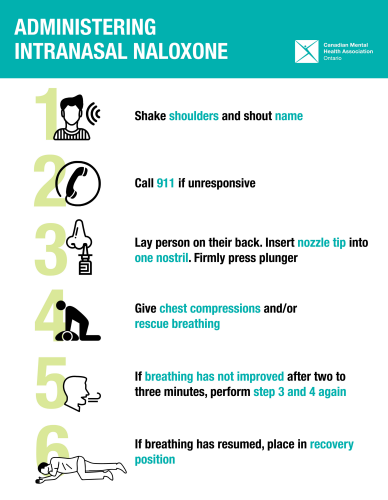 ADMINISTERING
INTRANASAL NALOXONE
Canadian Mental
Health Association
Ontario
1
Shake shoulders and shout name
2
Call 911 if unresponsive
3
Lay person on their back. Insert nozzle tip into
one nostril. Firmly press plunger
4
Give chest compressions and/or
rescue breathing
5
If breathing has not improved after two to
three minutes, perform step 3 and 4 again
6
If breathing has resumed, place in recovery
position